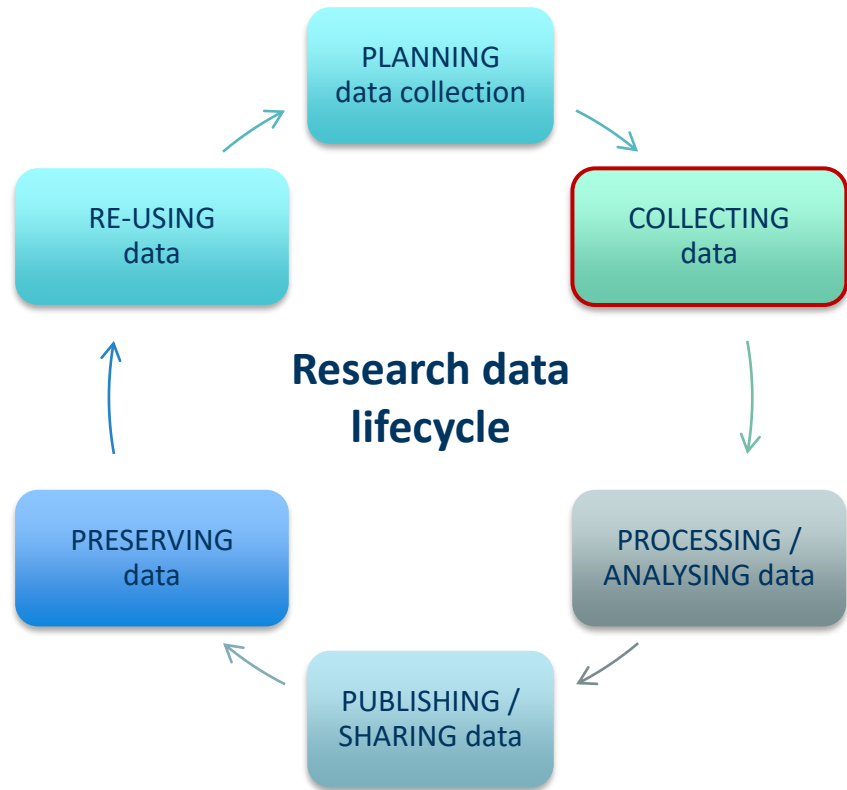 PLANNING
data collection
COLLECTING
data
PROCESSING /
ANALYSING data
PUBLISHING /
SHARING data
PRESERVING
data
RE-USING
data
Research data
lifecycle